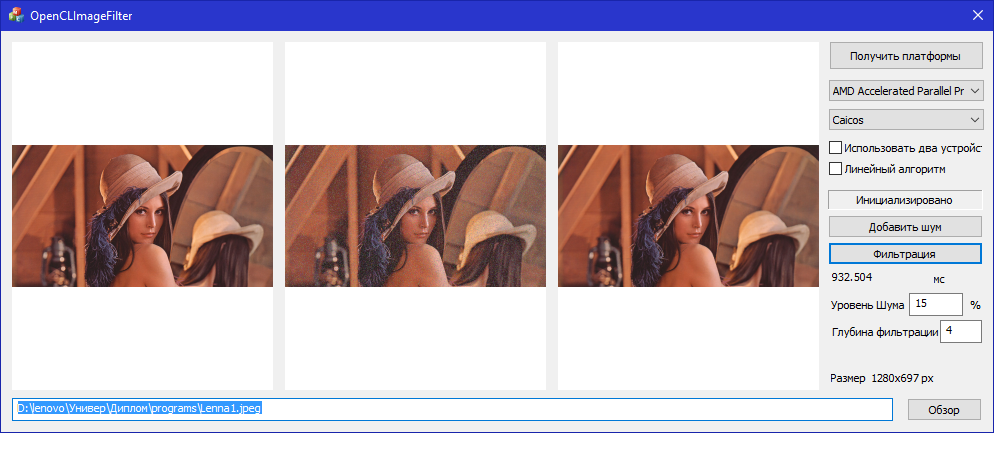 OpenCLImageFilter
Получить платформы
AMD Accelerated Parallel Pr
Caicos
Использовать два устройст
Линейный алгоритм
Инициализировано
Добавить шум
Фильтрация
932.504 мс
Уровень Шума 15 %
Глубина фильтрации 4
Размер 1280x697 px
D:\lenovo\Универ\Диплом\programs\Lenna1.jpeg
Обзор